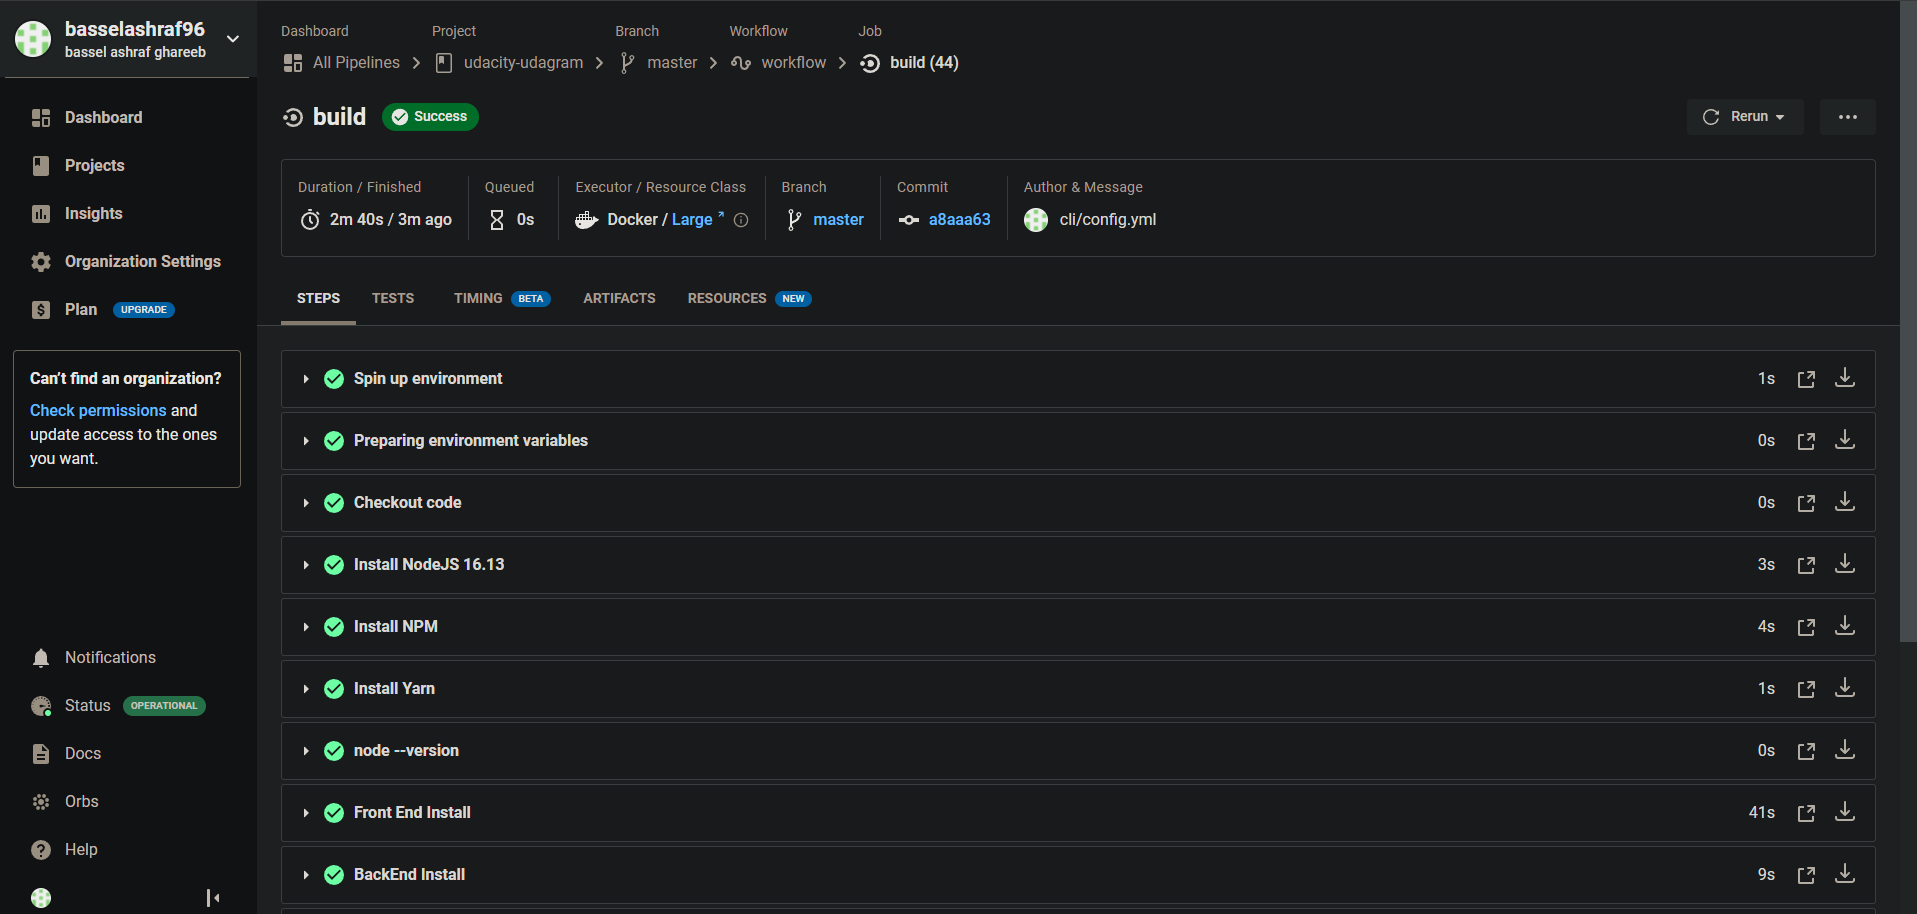 basselashraf96
bassel ashraf ghareeb
Dashboard
Projects
Insights
Organization Settings
Plan UPGRADE
Can't find an organization?
Check permissions and
update access to the ones
you want.
Notifications
Status OPERATIONAL
Docs
Orbs
Help
Dashboard Project Branch Workflow Job
All Pipelines udacity-udagram master workflow build (44)
build Success
Rerun
Duration / Finished Queued Executor / Resource Class Branch Commit Author & Message
2m 40s / 3m ago 0s Docker / Large master a8aaa63 cli/config.yml
STEPS TESTS TIMING BETA ARTIFACTS RESOURCES NEW
Spin up environment 1s
Preparing environment variables 0s
Checkout code 0s
Install NodeJS 16.13 3s
Install NPM 4s
Install Yarn 1s
node --version 0s
Front End Install 41s
BackEnd Install 9s